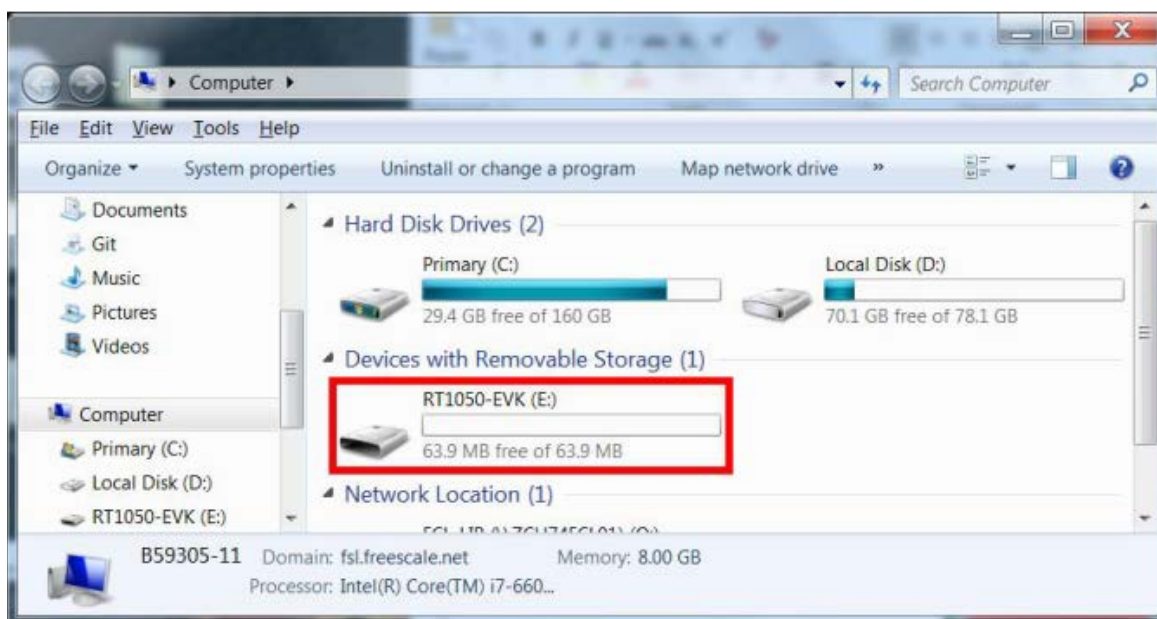 Computer
Search Computer
File Edit View Tools Help
Organize System properties Uninstall or change a program Map network drive »
Documents
Git
Music
Pictures
Videos
Computer
Primary (C:)
Local Disk (D:)
RT1050-EVK (E:)
Hard Disk Drives (2)
Primary (C:)
29.4 GB free of 160 GB
Local Disk (D:)
70.1 GB free of 78.1 GB
Devices with Removable Storage (1)
RT1050-EVK (E:)
63.9 MB free of 63.9 MB
Network Location (1)
B59305-11 Domain: fsl.freescale.net Memory: 8.00 GB
Processor: Intel(R) Core(TM) i7-660...